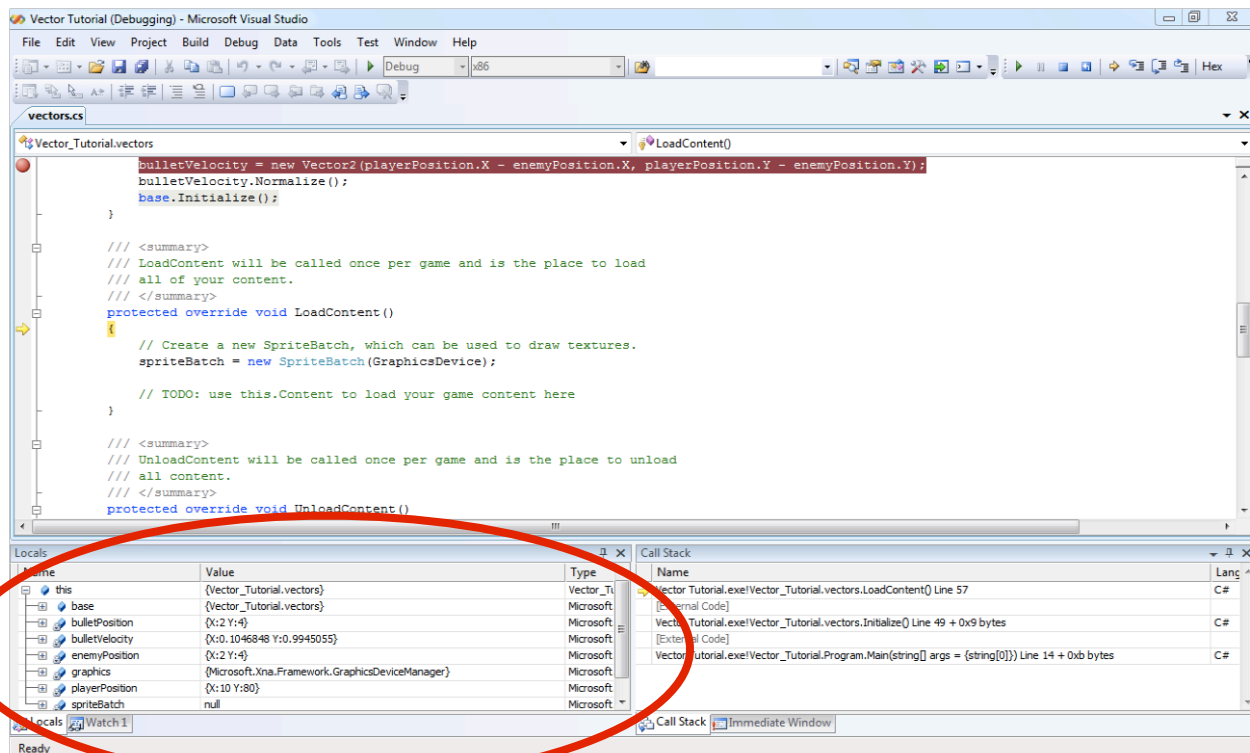 Vector Tutorial (Debugging) - Microsoft Visual Studio
File Edit View Project Build Debug Data Tools Test Window Help
Debug x86 Hex
vectors.cs
Vector_Tutorial.vectors LoadContent()
bulletVelocity = new Vector2(playerPosition.X - enemyPosition.X, playerPosition.Y - enemyPosition.Y);
bulletVelocity.Normalize();
base.Initialize();
}
/// <summary>
/// LoadContent will be called once per game and is the place to load
/// all of your content.
/// </summary>
protected override void LoadContent()
{
// Create a new SpriteBatch, which can be used to draw textures.
spriteBatch = new SpriteBatch(GraphicsDevice);
// TODO: use this.Content to load your game content here
}
/// <summary>
/// UnloadContent will be called once per game and is the place to unload
/// all content.
/// </summary>
protected override void UnloadContent()
Locals
Name Value Type
this {Vector_Tutorial.vectors} Vector_Tu
base {Vector_Tutorial.vectors} Microsoft
bulletPosition {X:2 Y:4} Microsoft
bulletVelocity {X:0.1046848 Y:0.9945055} Microsoft
enemyPosition {X:2 Y:4} Microsoft
graphics {Microsoft.Xna.Framework.GraphicsDeviceManager} Microsoft
playerPosition {X:10 Y:80} Microsoft
spriteBatch null Microsoft
Locals Watch 1
Call Stack
Name Lang
Vector Tutorial.exe!Vector_Tutorial.vectors.LoadContent() Line 57 C#
[External Code]
Vector Tutorial.exe!Vector_Tutorial.vectors.Initialize() Line 49 + 0x9 bytes C#
[External Code]
Vector Tutorial.exe!Vector_Tutorial.Program.Main(string[] args = {string[0]}) Line 14 + 0xb bytes C#
Call Stack Immediate Window
Ready